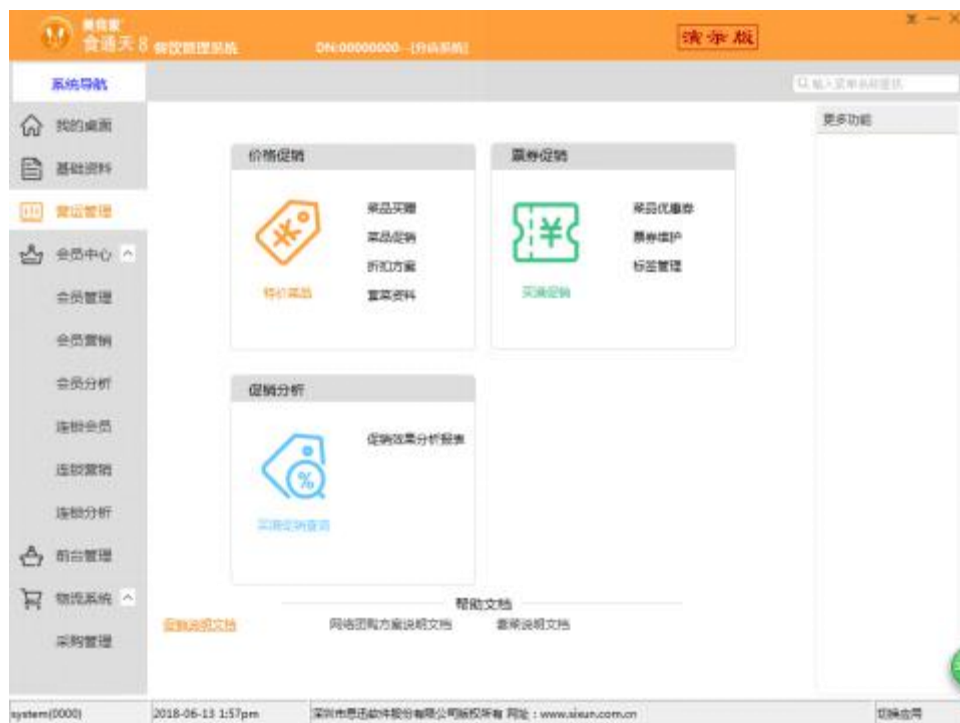 食通天8 餐饮管理系统
DN:00000000--[分店系统]
演示版
系统导航
我的桌面
基础资料
营运管理
会员中心
会员管理
会员营销
会员分析
连锁会员
连锁营销
连锁分析
前台管理
物流系统
采购管理
价格促销
特价菜品
菜品买赠
菜品促销
折扣方案
套菜资料
票券促销
买满促销
菜品优惠券
票券维护
标签管理
促销分析
买满促销查询
促销效果分析报表
帮助文档
促销说明文档
网络团购方案说明文档
套菜说明文档
更多功能
system(0000)
2018-06-13 1:57pm
深圳市思迅软件股份有限公司版权所有 网址：www.sixun.com.cn
切换应用